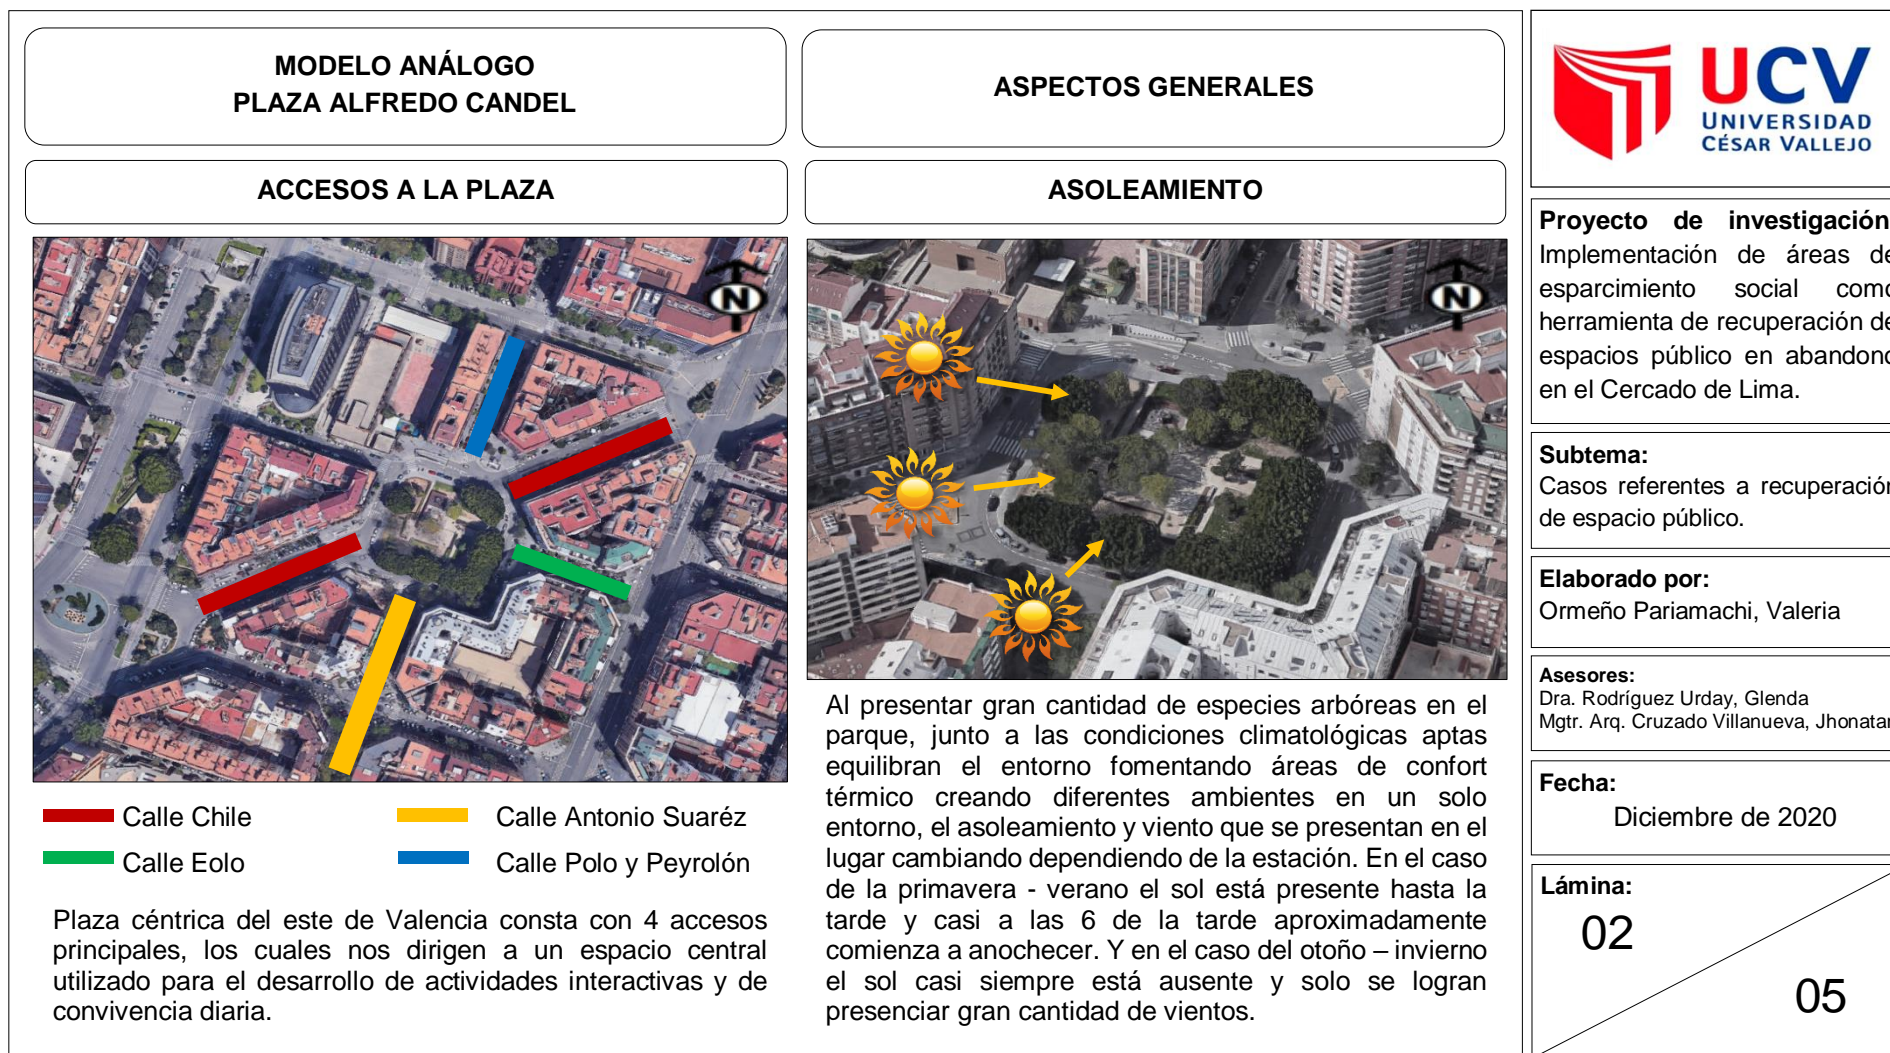 MODELO ANÁLOGO
PLAZA ALFREDO CANDEL
ASPECTOS GENERALES
ACCESOS A LA PLAZA
ASOLEAMIENTO
N
N
Calle Chile
Calle Antonio Suaréz
Calle Eolo
Calle Polo y Peyrolón
Plaza céntrica del este de Valencia consta con 4 accesos
principales, los cuales nos dirigen a un espacio central
utilizado para el desarrollo de actividades interactivas y de
convivencia diaria.
Al presentar gran cantidad de especies arbóreas en el
parque, junto a las condiciones climatológicas aptas
equilibran el entorno fomentando áreas de confort
térmico creando diferentes ambientes en un solo
entorno, el asoleamiento y viento que se presentan en el
lugar cambiando dependiendo de la estación. En el caso
de la primavera - verano el sol está presente hasta la
tarde y casi a las 6 de la tarde aproximadamente
comienza a anochecer. Y en el caso del otoño – invierno
el sol casi siempre está ausente y solo se logran
presenciar gran cantidad de vientos.
UCV
UNIVERSIDAD
CÉSAR VALLEJO
Proyecto de investigación
Implementación de áreas de
esparcimiento social como
herramienta de recuperación de
espacios público en abandono
en el Cercado de Lima.
Subtema:
Casos referentes a recuperación
de espacio público.
Elaborado por:
Ormeño Pariamachi, Valeria
Asesores:
Dra. Rodríguez Urday, Glenda
Mgtr. Arq. Cruzado Villanueva, Jhonatan
Fecha:
Diciembre de 2020
Lámina:
02
05